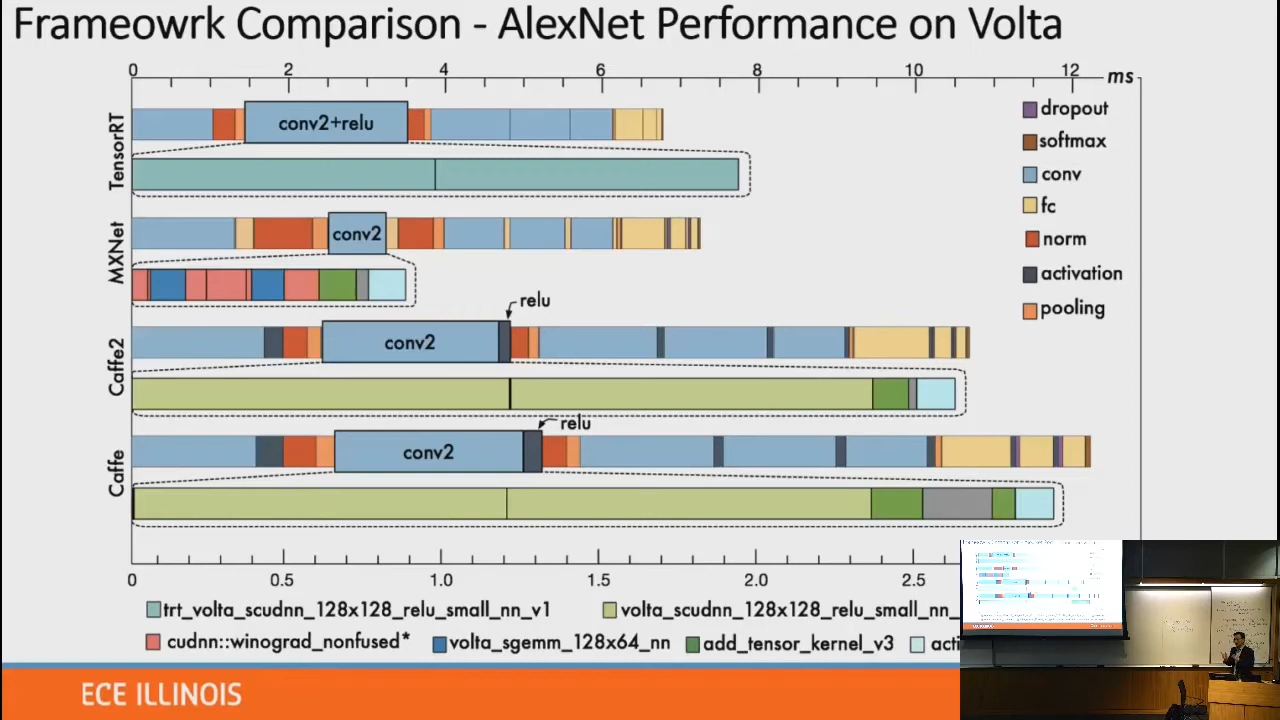 Frameowrk Comparison - AlexNet Performance on Volta
0 2 4 6 8 10 12 ms
TensorRT
conv2+relu
MXNet
conv2
Caffe2
relu
conv2
Caffe
relu
conv2
dropout
softmax
conv
fc
norm
activation
pooling
0 0.5 1.0 1.5 2.0 2.5
trt_volta_scudnn_128x128_relu_small_nn_v1 volta_scudnn_128x128_relu_small_nn_
cudnn::winograd_nonfused* volta_sgemm_128x64_nn add_tensor_kernel_v3 acti
ECE ILLINOIS